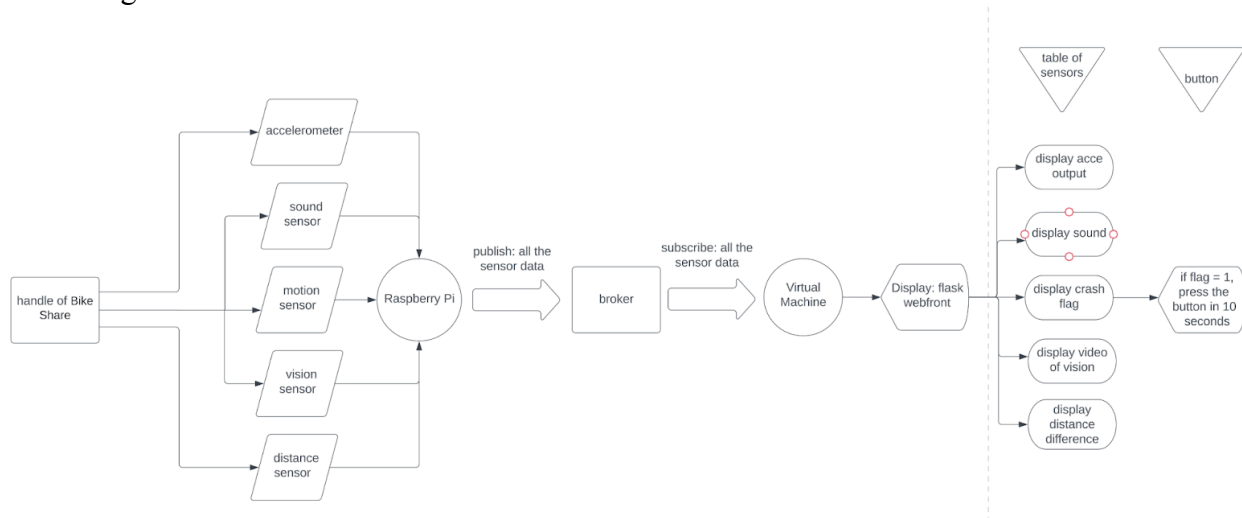 handle of Bike
Share
accelerometer
sound
sensor
motion
sensor
vision
sensor
distance
sensor
Raspberry Pi
publish: all the
sensor data
broker
subscribe: all the
sensor data
Virtual
Machine
Display: flask
webfront
table of
sensors
button
display acce
output
display sound
display crash
flag
if flag = 1,
press the
button in 10
seconds
display video
of vision
display
distance
difference